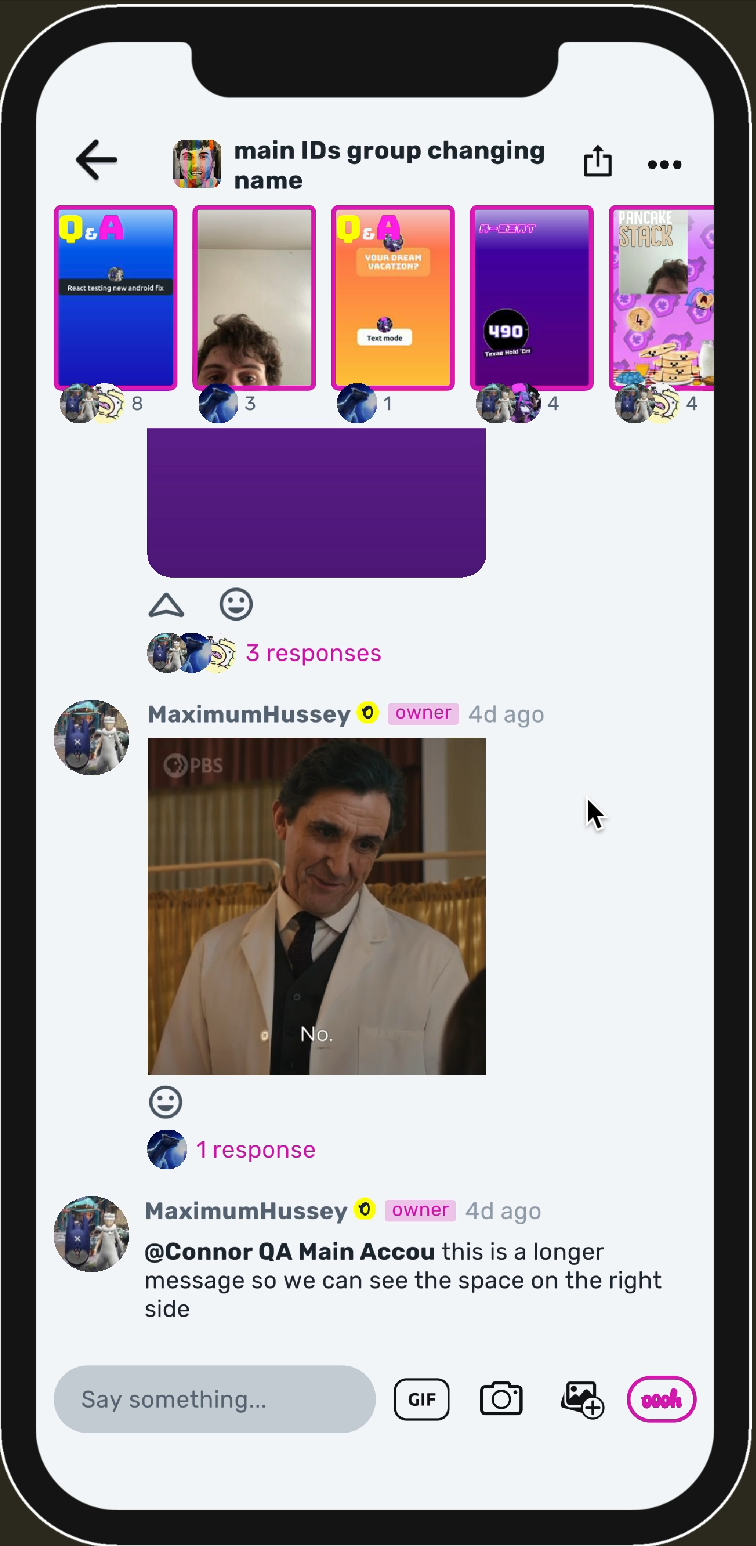 main IDs group changing
name
Q&A
React testing new android fix
Q&A
YOUR DREAM
VACATION?
Text mode
490
Texas Hold 'Em
PANCAKE
STACK
8
3
1
4
4
3 responses
MaximumHussey owner 4d ago
PBS
No.
1 response
MaximumHussey owner 4d ago
@Connor QA Main Accou this is a longer
message so we can see the space on the right
side
Say something...
GIF
oooh